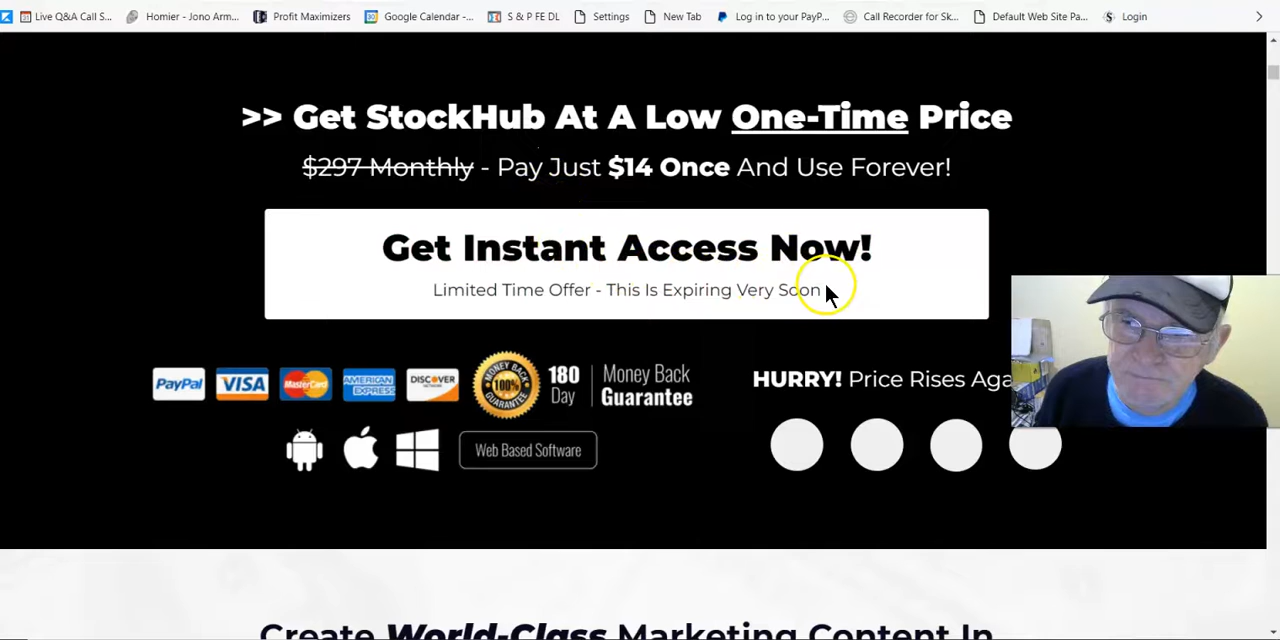 Live Q&A Call S...
Homier - Jono Arm...
Profit Maximizers
Google Calendar -...
S & P FE DL
Settings
New Tab
Log in to your PayP...
Call Recorder for Sk...
Default Web Site Pa...
Login
>> Get StockHub At A Low One-Time Price
$297 Monthly - Pay Just $14 Once And Use Forever!
Get Instant Access Now!
Limited Time Offer - This Is Expiring Very Soon
PayPal
VISA
MasterCard
AMERICAN EXPRESS
DISCOVER
MONEY BACK
100%
GUARANTEE
180 Day
Money Back Guarantee
HURRY! Price Rises Aga
Web Based Software
Create World-Class Marketing Content In